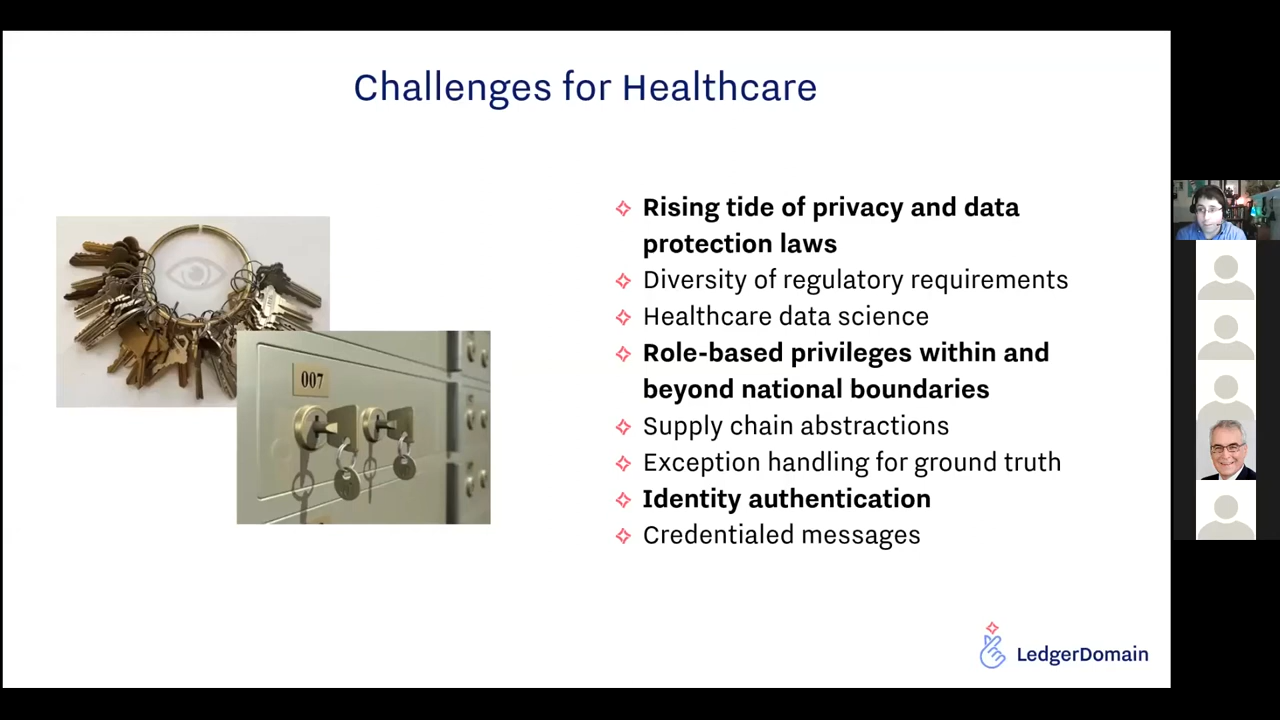 Challenges for Healthcare
Rising tide of privacy and data
protection laws
Diversity of regulatory requirements
Healthcare data science
Role-based privileges within and
beyond national boundaries
Supply chain abstractions
Exception handling for ground truth
Identity authentication
Credentialed messages
007
LedgerDomain